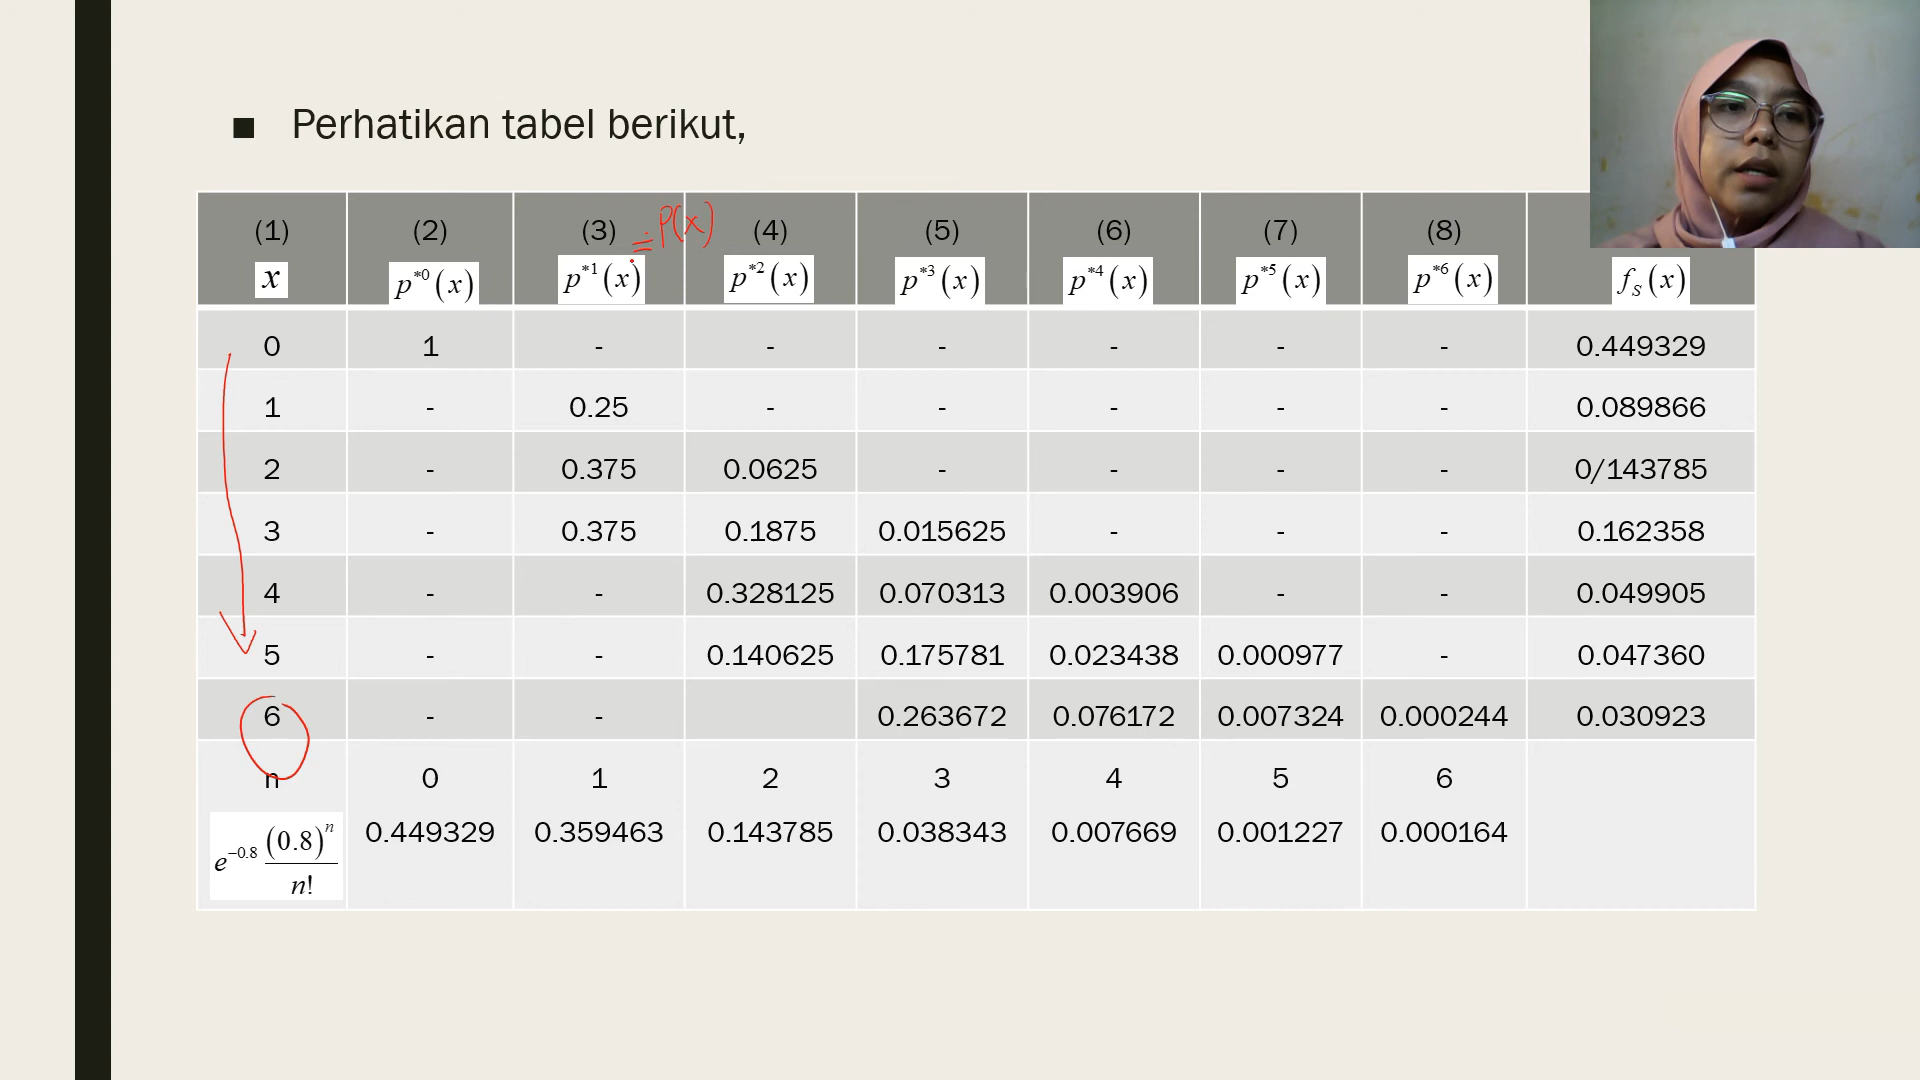 ■ Perhatikan tabel berikut,
(1) (2) (3) = P(x) (4) (5) (6) (7) (8)
x p*0(x) p*1(x) p*2(x) p*3(x) p*4(x) p*5(x) p*6(x) fS(x)
0 1 - - - - - - 0.449329
1 - 0.25 - - - - - 0.089866
2 - 0.375 0.0625 - - - - 0/143785
3 - 0.375 0.1875 0.015625 - - - 0.162358
4 - - 0.328125 0.070313 0.003906 - - 0.049905
5 - - 0.140625 0.175781 0.023438 0.000977 - 0.047360
6 - - 0.263672 0.076172 0.007324 0.000244 0.030923
n 0 1 2 3 4 5 6
e^−0.8 (0.8)^n / n! 0.449329 0.359463 0.143785 0.038343 0.007669 0.001227 0.000164